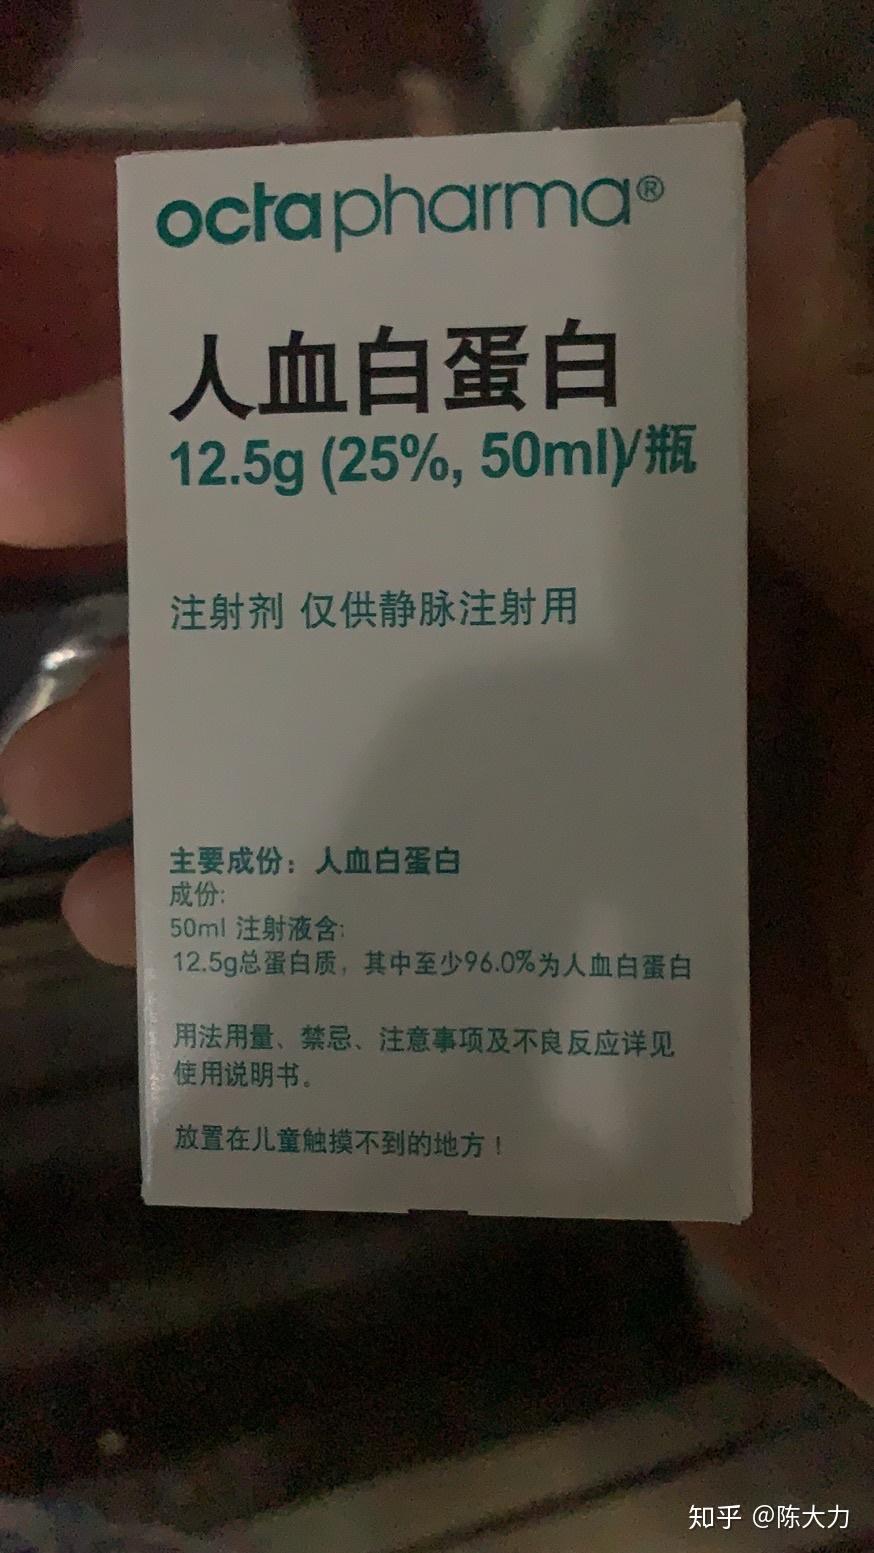 octapharma®
人血白蛋白
12.5g (25%, 50ml)/瓶
注射剂 仅供静脉注射用
主要成份：人血白蛋白
成份:
50ml 注射液含:
12.5g总蛋白质，其中至少96.0%为人血白蛋白
用法用量、禁忌、注意事项及不良反应详见
使用说明书。
放置在儿童触摸不到的地方！
知乎 @陈大力